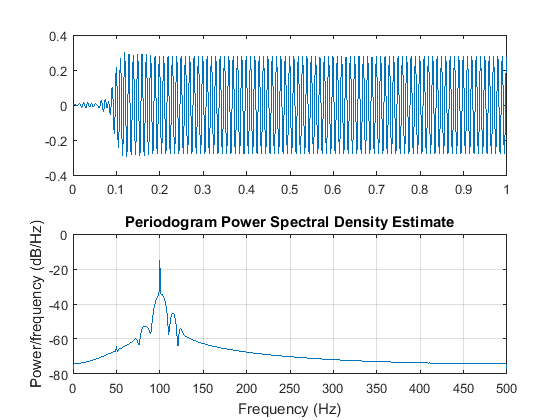 0.4
0.2
0
-0.2
-0.4
0 0.1 0.2 0.3 0.4 0.5 0.6 0.7 0.8 0.9 1
Periodogram Power Spectral Density Estimate
Power/frequency (dB/Hz)
0
-20
-40
-60
-80
0 50 100 150 200 250 300 350 400 450 500
Frequency (Hz)